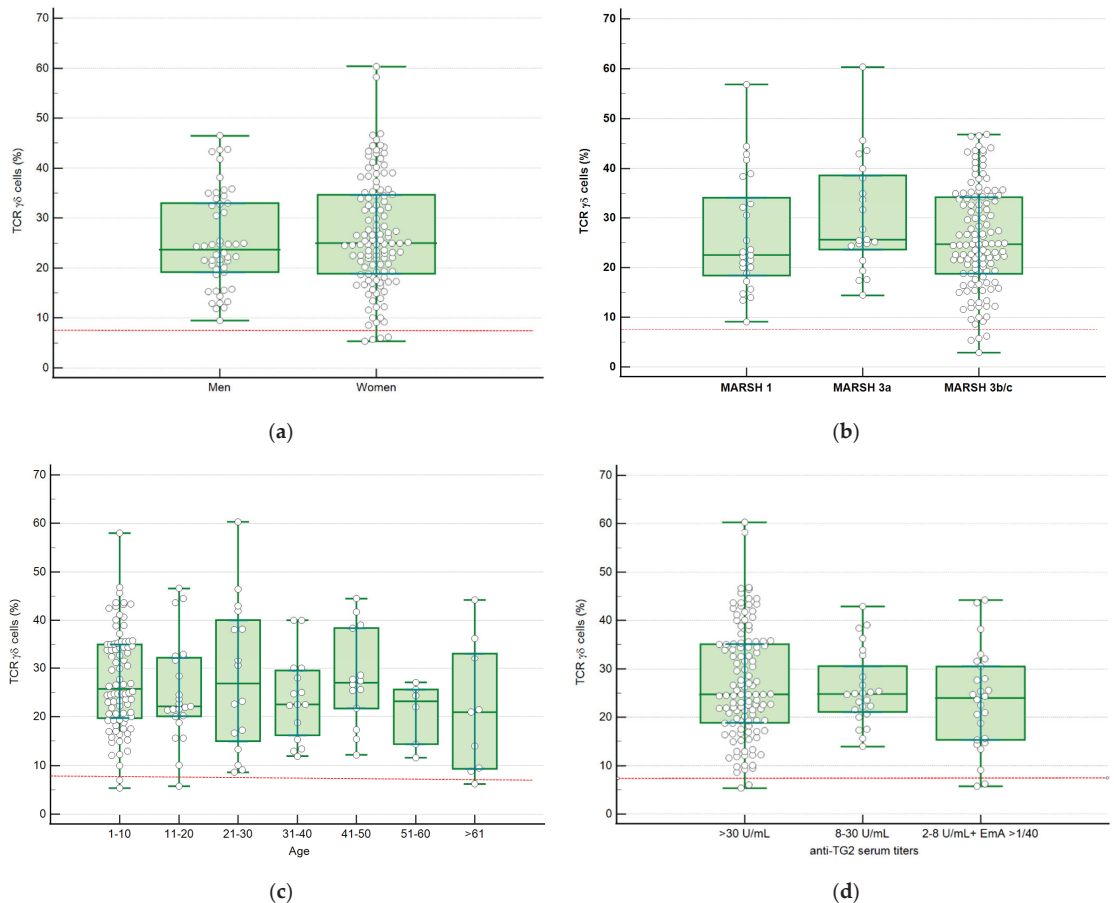 70
60
50
40
30
20
10
0
TCR γδ cells (%)
Men
Women
(a)
70
60
50
40
30
20
10
0
TCR γδ cells (%)
MARSH 1
MARSH 3a
MARSH 3b/c
(b)
70
60
50
40
30
20
10
0
TCR γδ cells (%)
1-10
11-20
21-30
31-40
41-50
51-60
>61
Age
(c)
70
60
50
40
30
20
10
0
TCR γδ cells (%)
>30 U/mL
8-30 U/mL
2-8 U/mL+ EmA >1/40
anti-TG2 serum titers
(d)